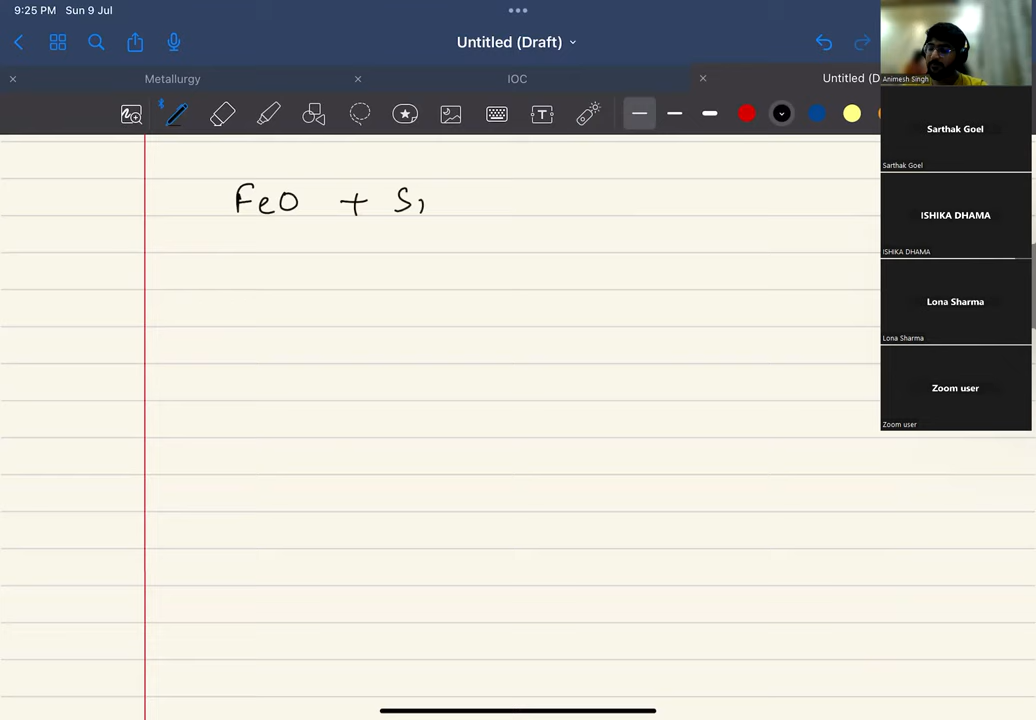 9:25 PM Sun 9 Jul
Untitled (Draft)
Metallurgy
IOC
Untitled (D
Animesh Singh
FeO + Si
Sarthak Goel
Sarthak Goel
ISHIKA DHAMA
ISHIKA DHAMA
Lona Sharma
Lona Sharma
Zoom user
Zoom user